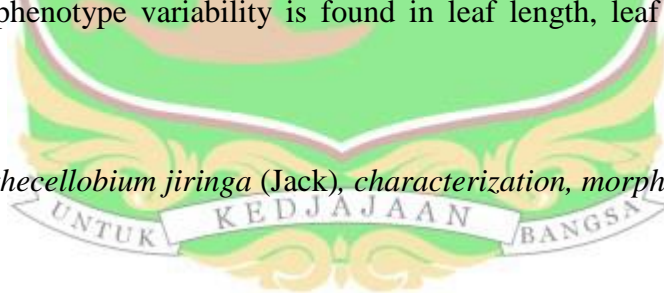 phenotype variability is found in leaf length, leaf
hecellobium jiringa (Jack), characterization, morph
UNTUK KEDJAJAAN BANGSA